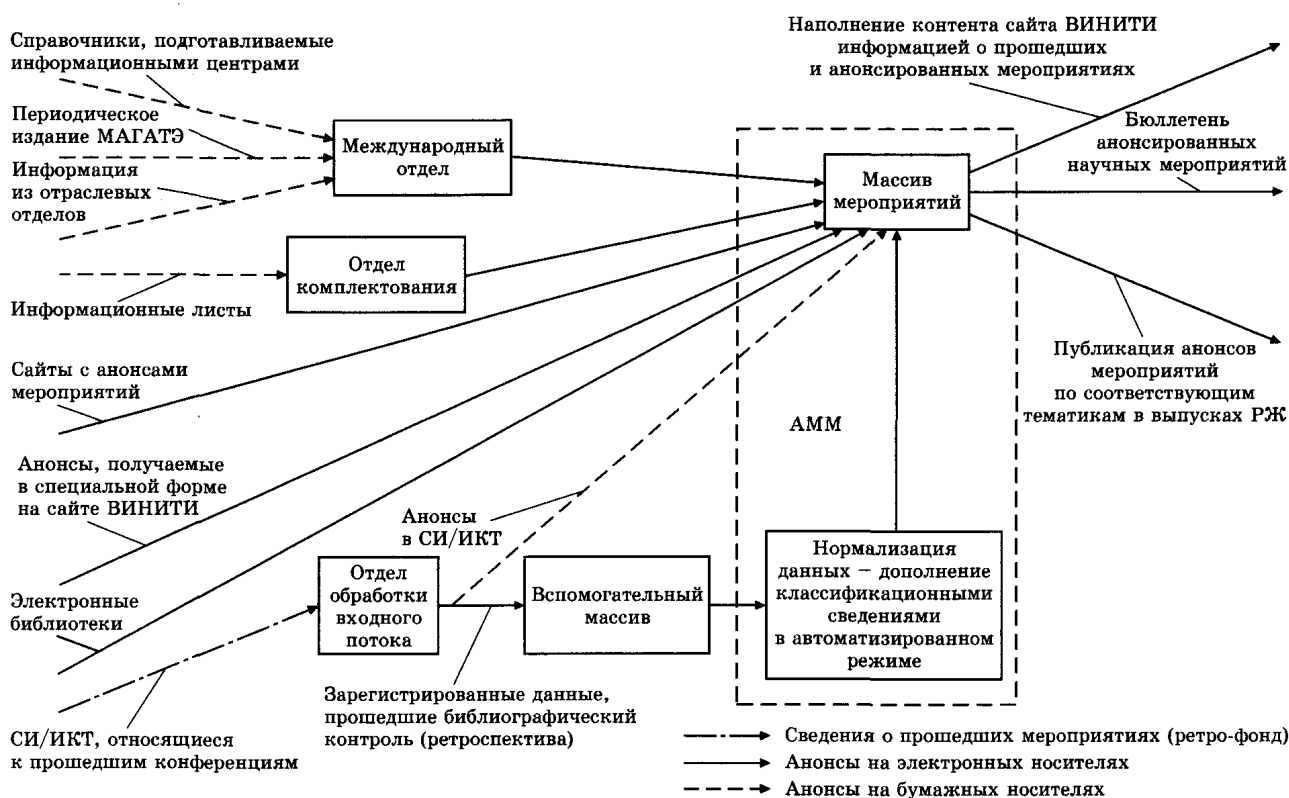 Справочники, подготавливаемые
информационными центрами
Периодическое
издание МАГАТЭ
Информация
из отраслевых
отделов
Информационные листы
Сайты с анонсами
мероприятий
Анонсы, получаемые
в специальной форме
на сайте ВИНИТИ
Электронные
библиотеки
СИ/ИКТ, относящиеся
к прошедшим конференциям
Международный
отдел
Отдел
комплектования
Анонсы
в СИ/ИКТ
Отдел
обработки
входного
потока
Вспомогательный
массив
Зарегистрированные данные,
прошедшие библиографический
контроль (ретроспектива)
Массив
мероприятий
АММ
Нормализация
данных – дополнение
классификационными
сведениями
в автоматизированном
режиме
Наполнение контента сайта ВИНИТИ
информацией о прошедших
и анонсированных мероприятиях
Бюллетень
анонсированных
научных мероприятий
Публикация анонсов
мероприятий
по соответствующим
тематикам в выпусках РЖ
Сведения о прошедших мероприятиях (ретро-фонд)
Анонсы на электронных носителях
Анонсы на бумажных носителях